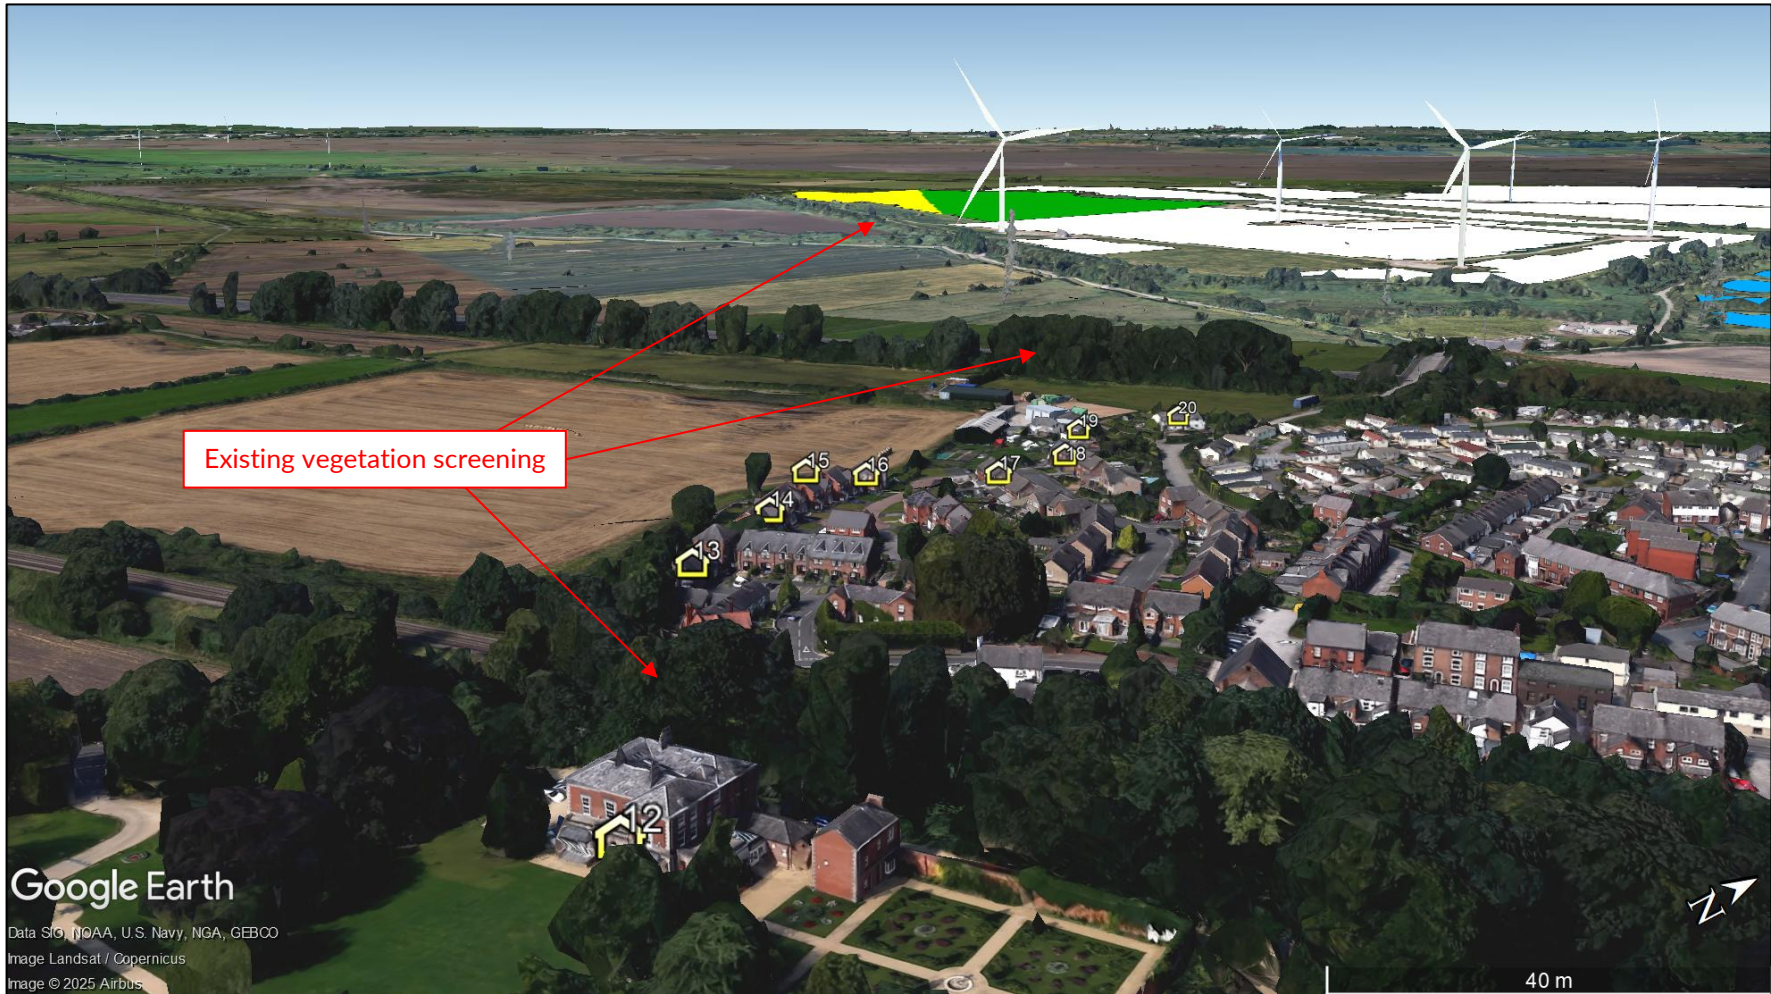 Existing vegetation screening
20
19
18
17
16
15
14
13
12
Google Earth
Data SIO, NOAA, U.S. Navy, NGA, GEBCO
Image Landsat / Copernicus
Image © 2025 Airbus
N
40 m